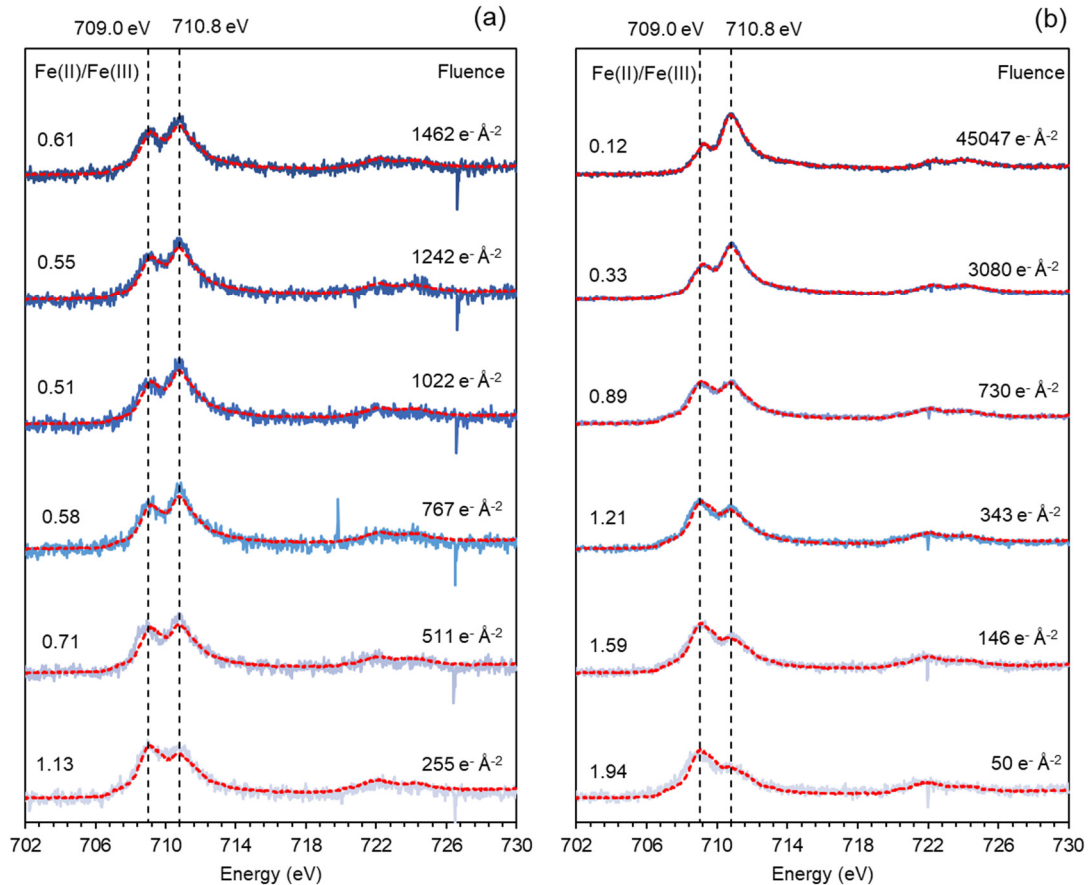 (a)
709.0 eV 710.8 eV
Fe(II)/Fe(III) Fluence
0.61 1462 e⁻ Å⁻²
0.55 1242 e⁻ Å⁻²
0.51 1022 e⁻ Å⁻²
0.58 767 e⁻ Å⁻²
0.71 511 e⁻ Å⁻²
1.13 255 e⁻ Å⁻²
702 706 710 714 718 722 726 730
Energy (eV)
(b)
709.0 eV 710.8 eV
Fe(II)/Fe(III) Fluence
0.12 45047 e⁻ Å⁻²
0.33 3080 e⁻ Å⁻²
0.89 730 e⁻ Å⁻²
1.21 343 e⁻ Å⁻²
1.59 146 e⁻ Å⁻²
1.94 50 e⁻ Å⁻²
702 706 710 714 718 722 726 730
Energy (eV)